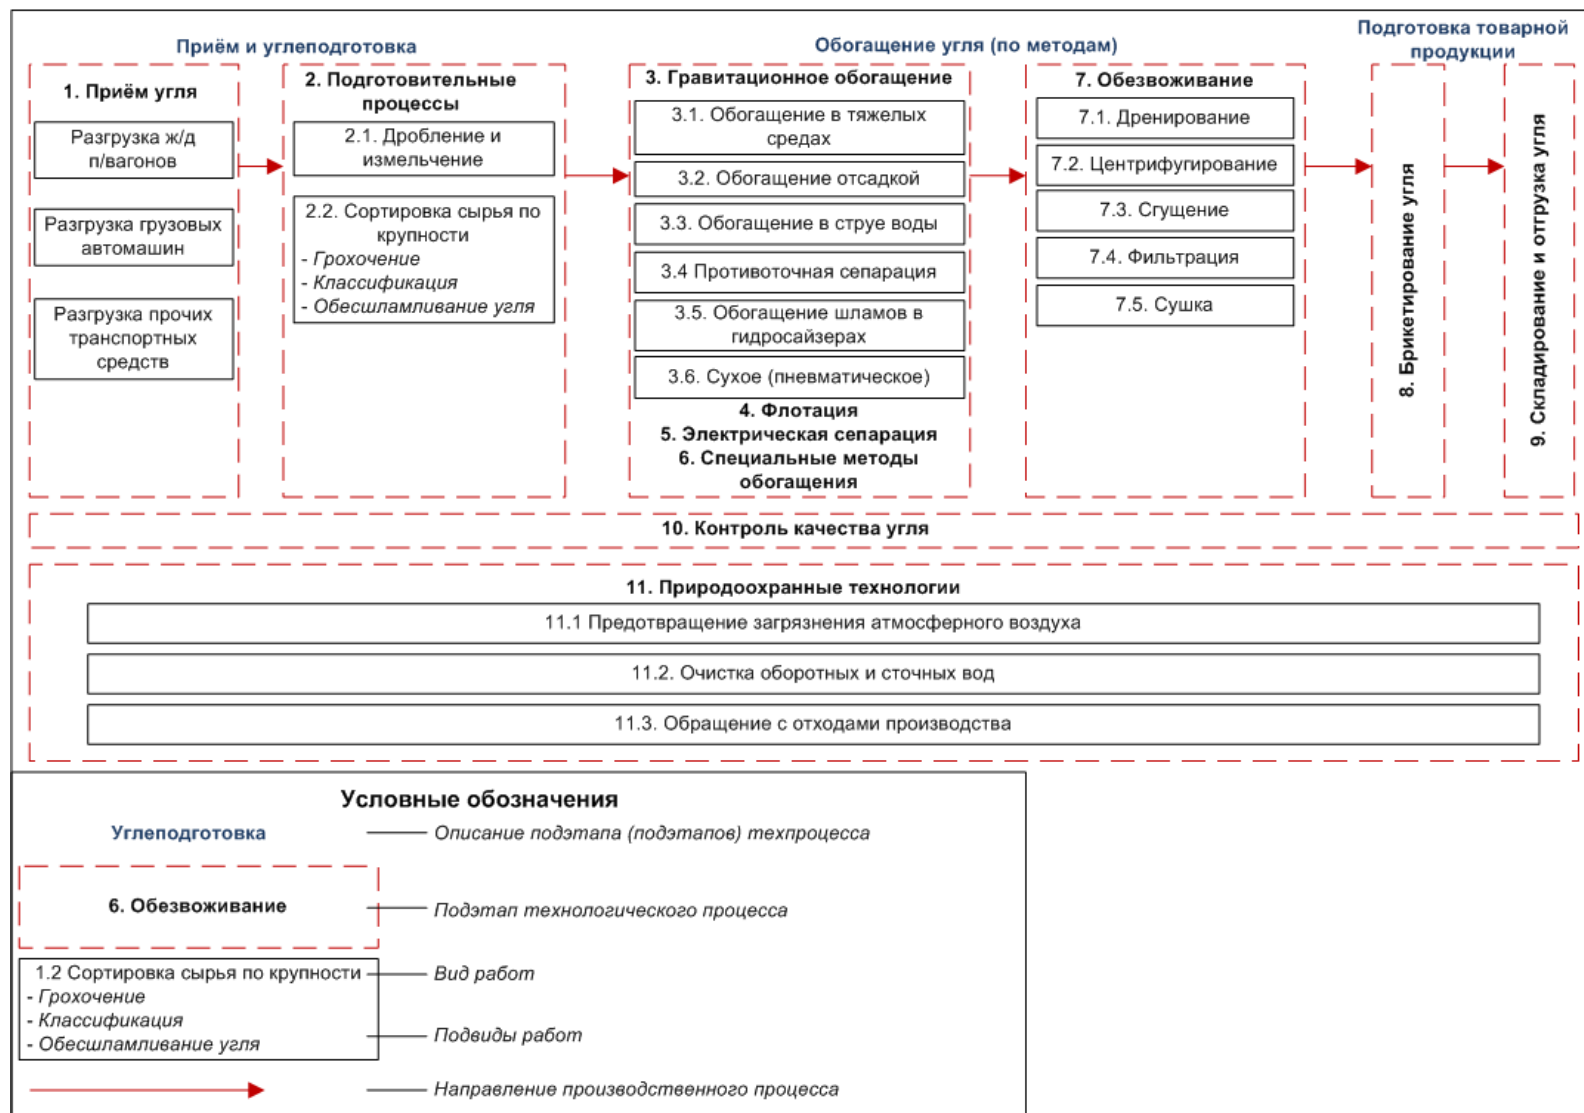 Приём и углеподготовка
Обогащение угля (по методам)
Подготовка товарной
продукции
1. Приём угля
Разгрузка ж/д
п/вагонов
Разгрузка грузовых
автомашин
Разгрузка прочих
транспортных
средств
2. Подготовительные
процессы
2.1. Дробление и
измельчение
2.2. Сортировка сырья по
крупности
- Грохочение
- Классификация
- Обесшламливание угля
3. Гравитационное обогащение
3.1. Обогащение в тяжелых
средах
3.2. Обогащение отсадкой
3.3. Обогащение в струе воды
3.4 Противоточная сепарация
3.5. Обогащение шламов в
гидросайзерах
3.6. Сухое (пневматическое)
4. Флотация
5. Электрическая сепарация
6. Специальные методы
обогащения
7. Обезвоживание
7.1. Дренирование
7.2. Центрифугирование
7.3. Сгущение
7.4. Фильтрация
7.5. Сушка
8. Брикетирование угля
9. Складирование и отгрузка угля
10. Контроль качества угля
11. Природоохранные технологии
11.1 Предотвращение загрязнения атмосферного воздуха
11.2. Очистка оборотных и сточных вод
11.3. Обращение с отходами производства
Условные обозначения
Углеподготовка
Описание подэтапа (подэтапов) техпроцесса
6. Обезвоживание
Подэтап технологического процесса
1.2 Сортировка сырья по крупности
- Грохочение
- Классификация
- Обесшламливание угля
Вид работ
Подвиды работ
Направление производственного процесса